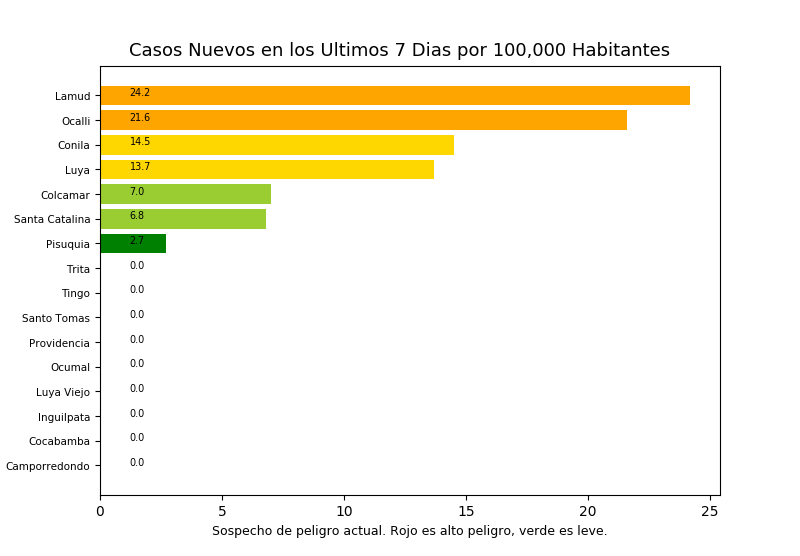 Casos Nuevos en los Ultimos 7 Dias por 100,000 Habitantes
Lamud 24.2
Ocalli 21.6
Conila 14.5
Luya 13.7
Colcamar 7.0
Santa Catalina 6.8
Pisuquia 2.7
Trita 0.0
Tingo 0.0
Santo Tomas 0.0
Providencia 0.0
Ocumal 0.0
Luya Viejo 0.0
Inguilpata 0.0
Cocabamba 0.0
Camporredondo 0.0
0 5 10 15 20 25
Sospecho de peligro actual. Rojo es alto peligro, verde es leve.